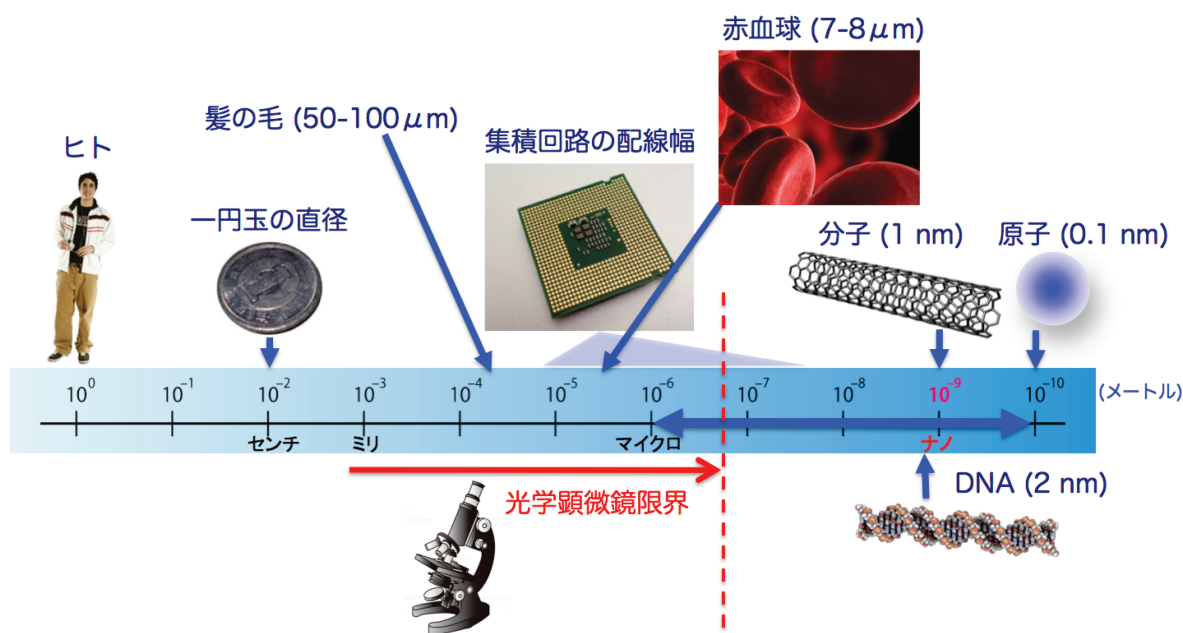 赤血球 (7-8μm)
髪の毛 (50-100μm)
集積回路の配線幅
ヒト
一円玉の直径
分子 (1 nm)
原子 (0.1 nm)
10⁰ 10⁻¹ 10⁻² 10⁻³ 10⁻⁴ 10⁻⁵ 10⁻⁶ 10⁻⁷ 10⁻⁸ 10⁻⁹ 10⁻¹⁰ (メートル)
センチ ミリ マイクロ ナノ
光学顕微鏡限界
DNA (2 nm)